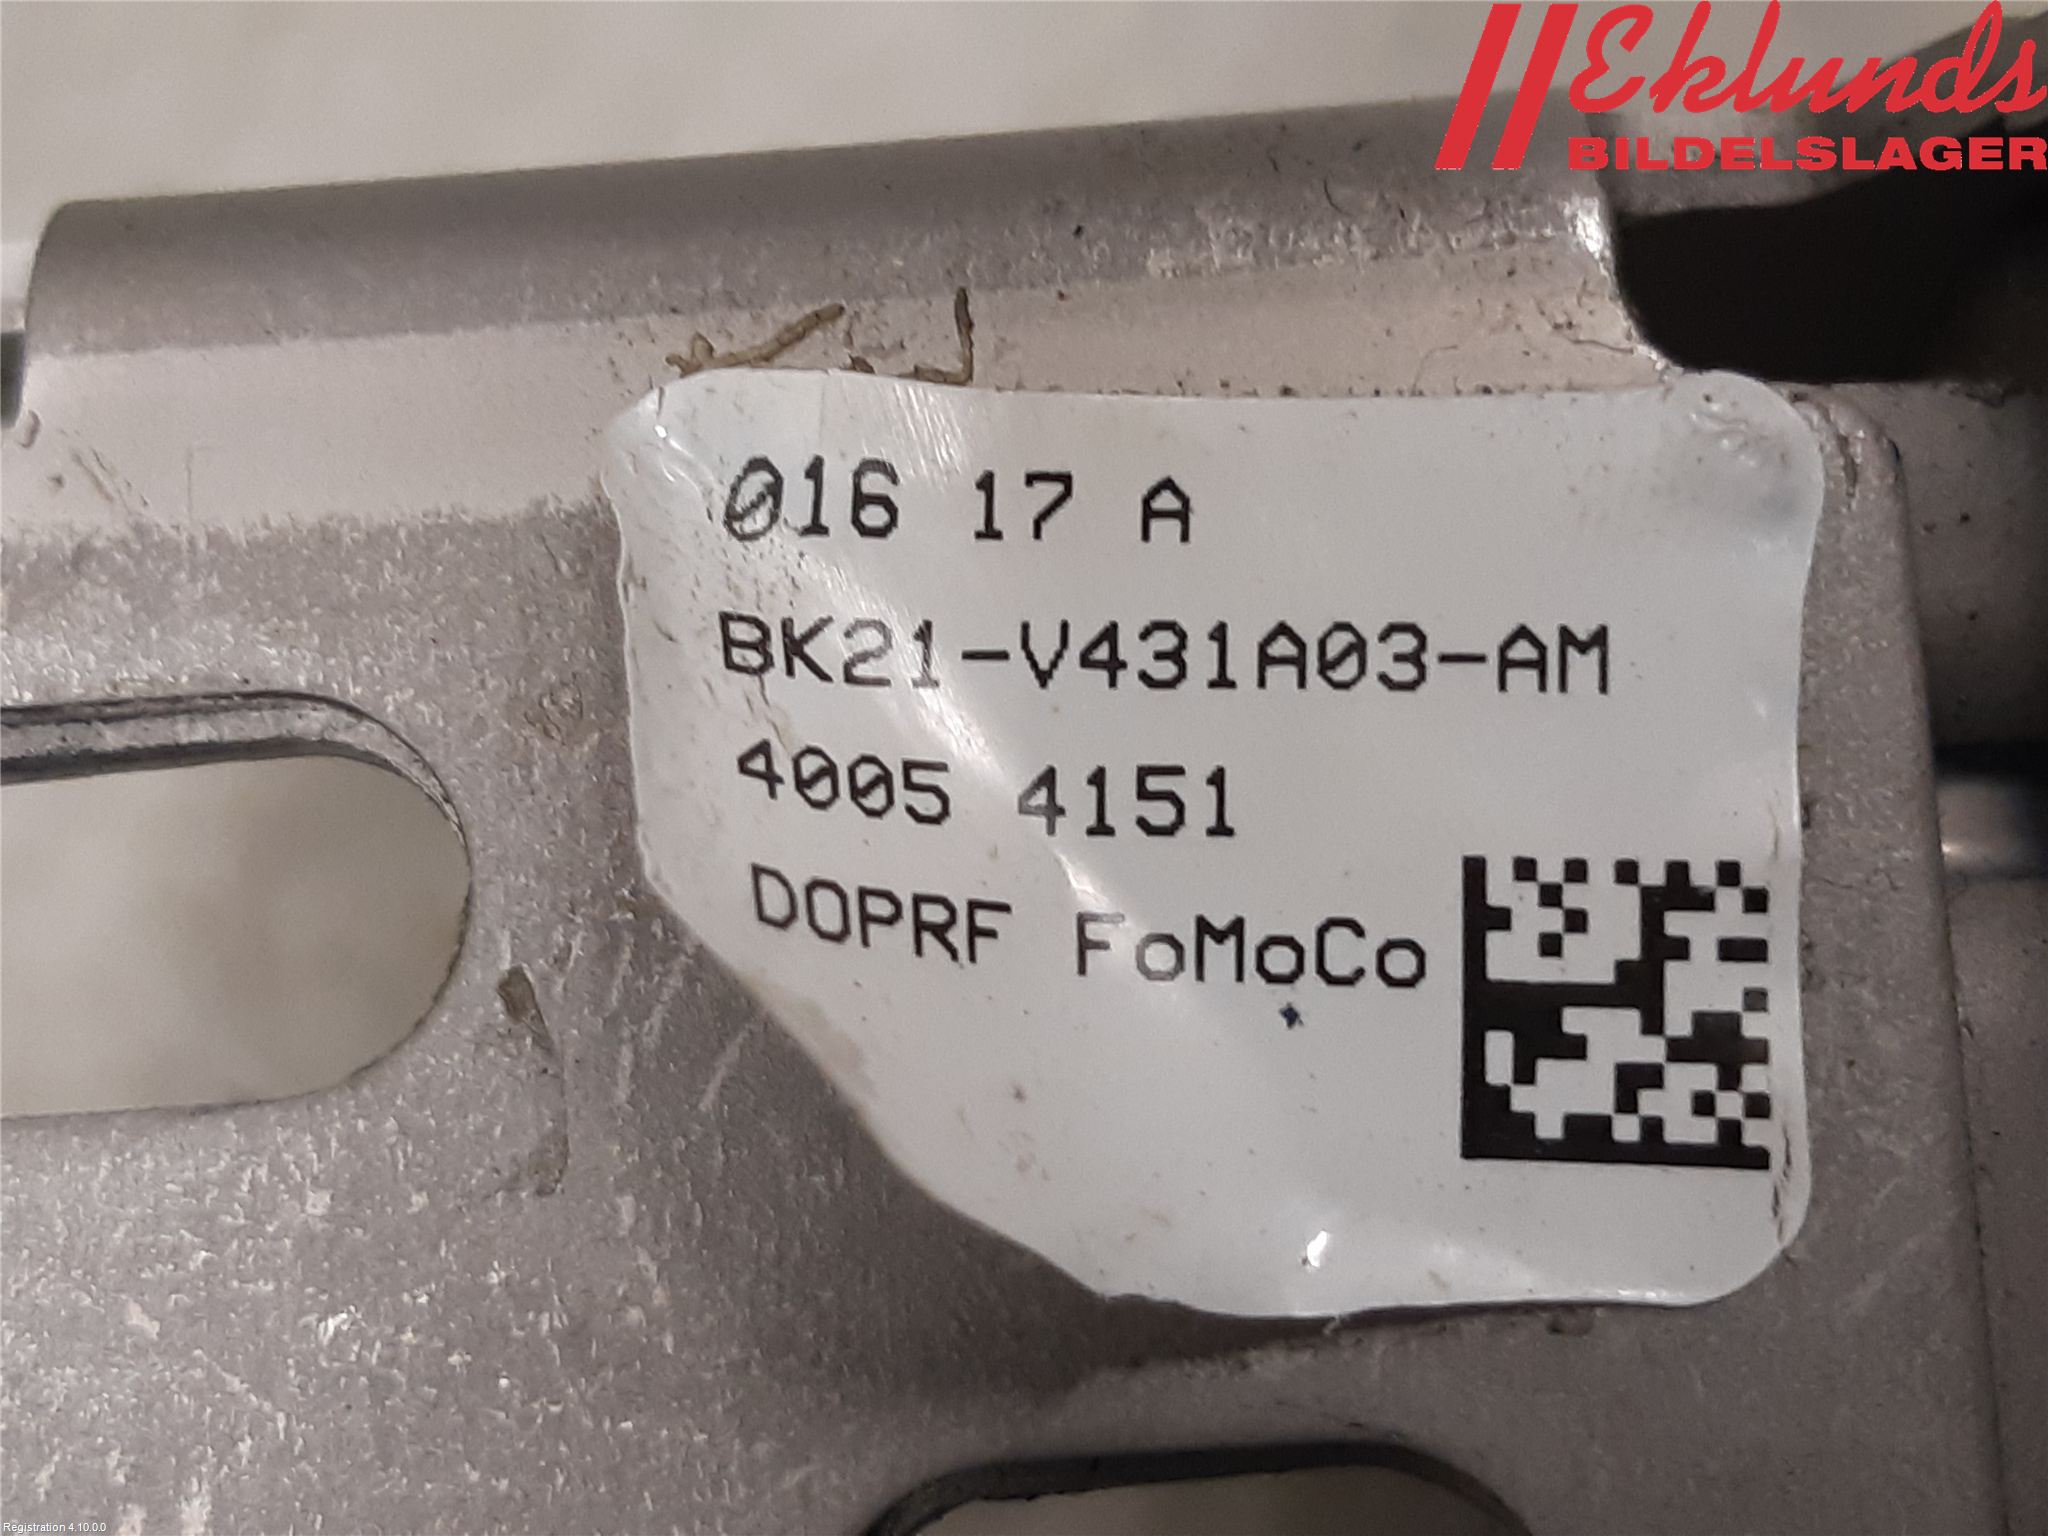 Eklunds
BILDELSLAGER
016 17 A
BK21-V431A03-AM
4005 4151
DOPRF FoMoCo
Registration 4.10.0.0